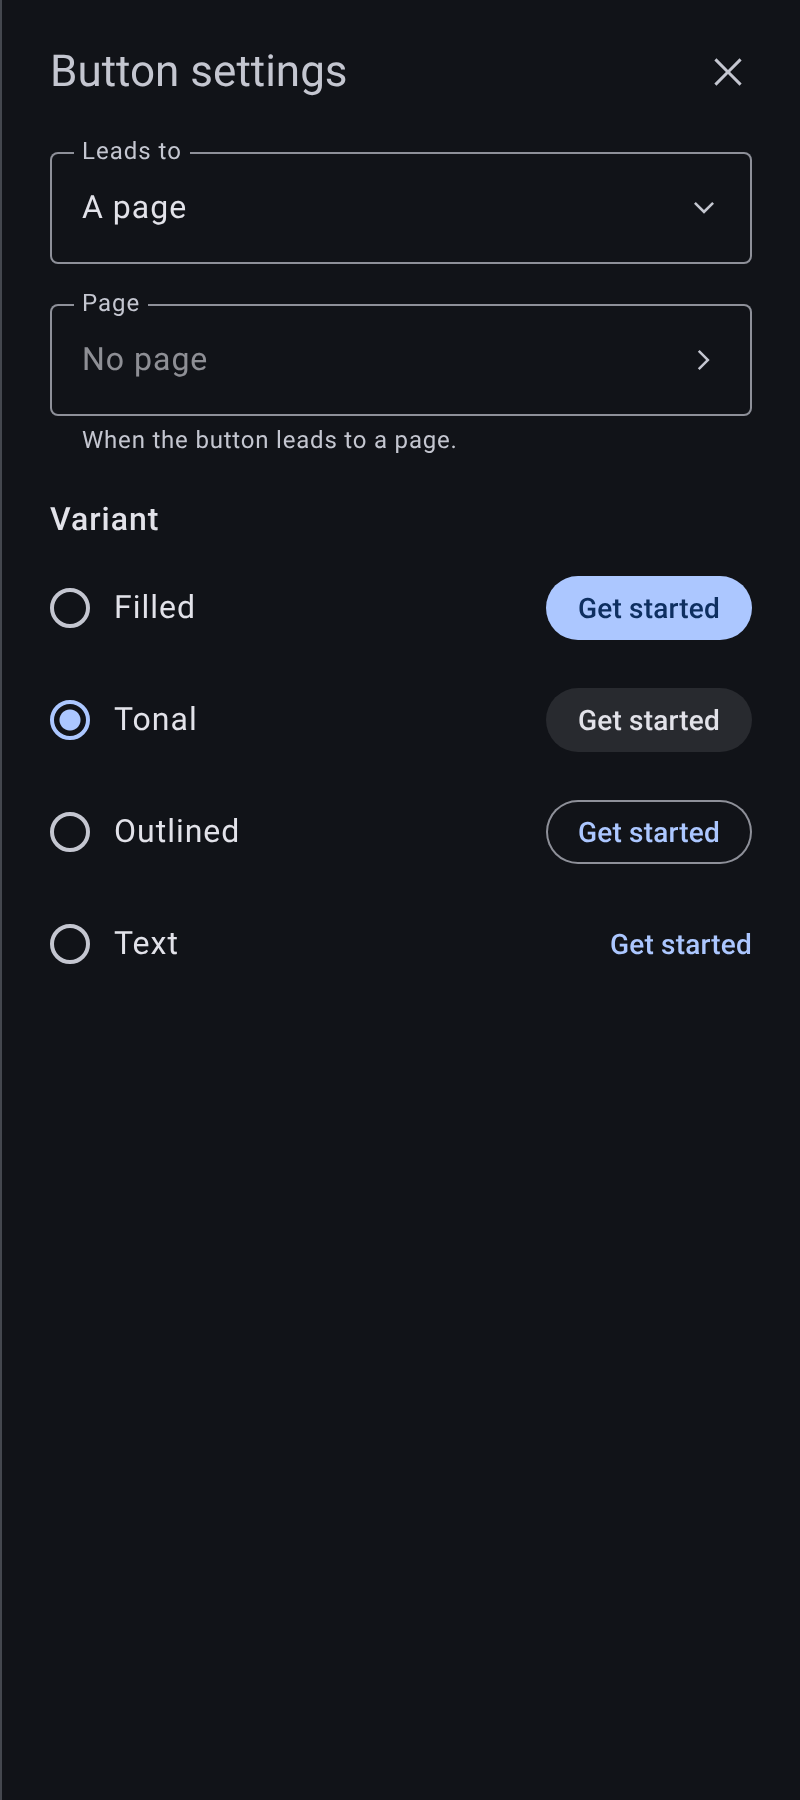 Button settings
Leads to
A page
Page
No page
When the button leads to a page.
Variant
Filled
Get started
Tonal
Get started
Outlined
Get started
Text
Get started